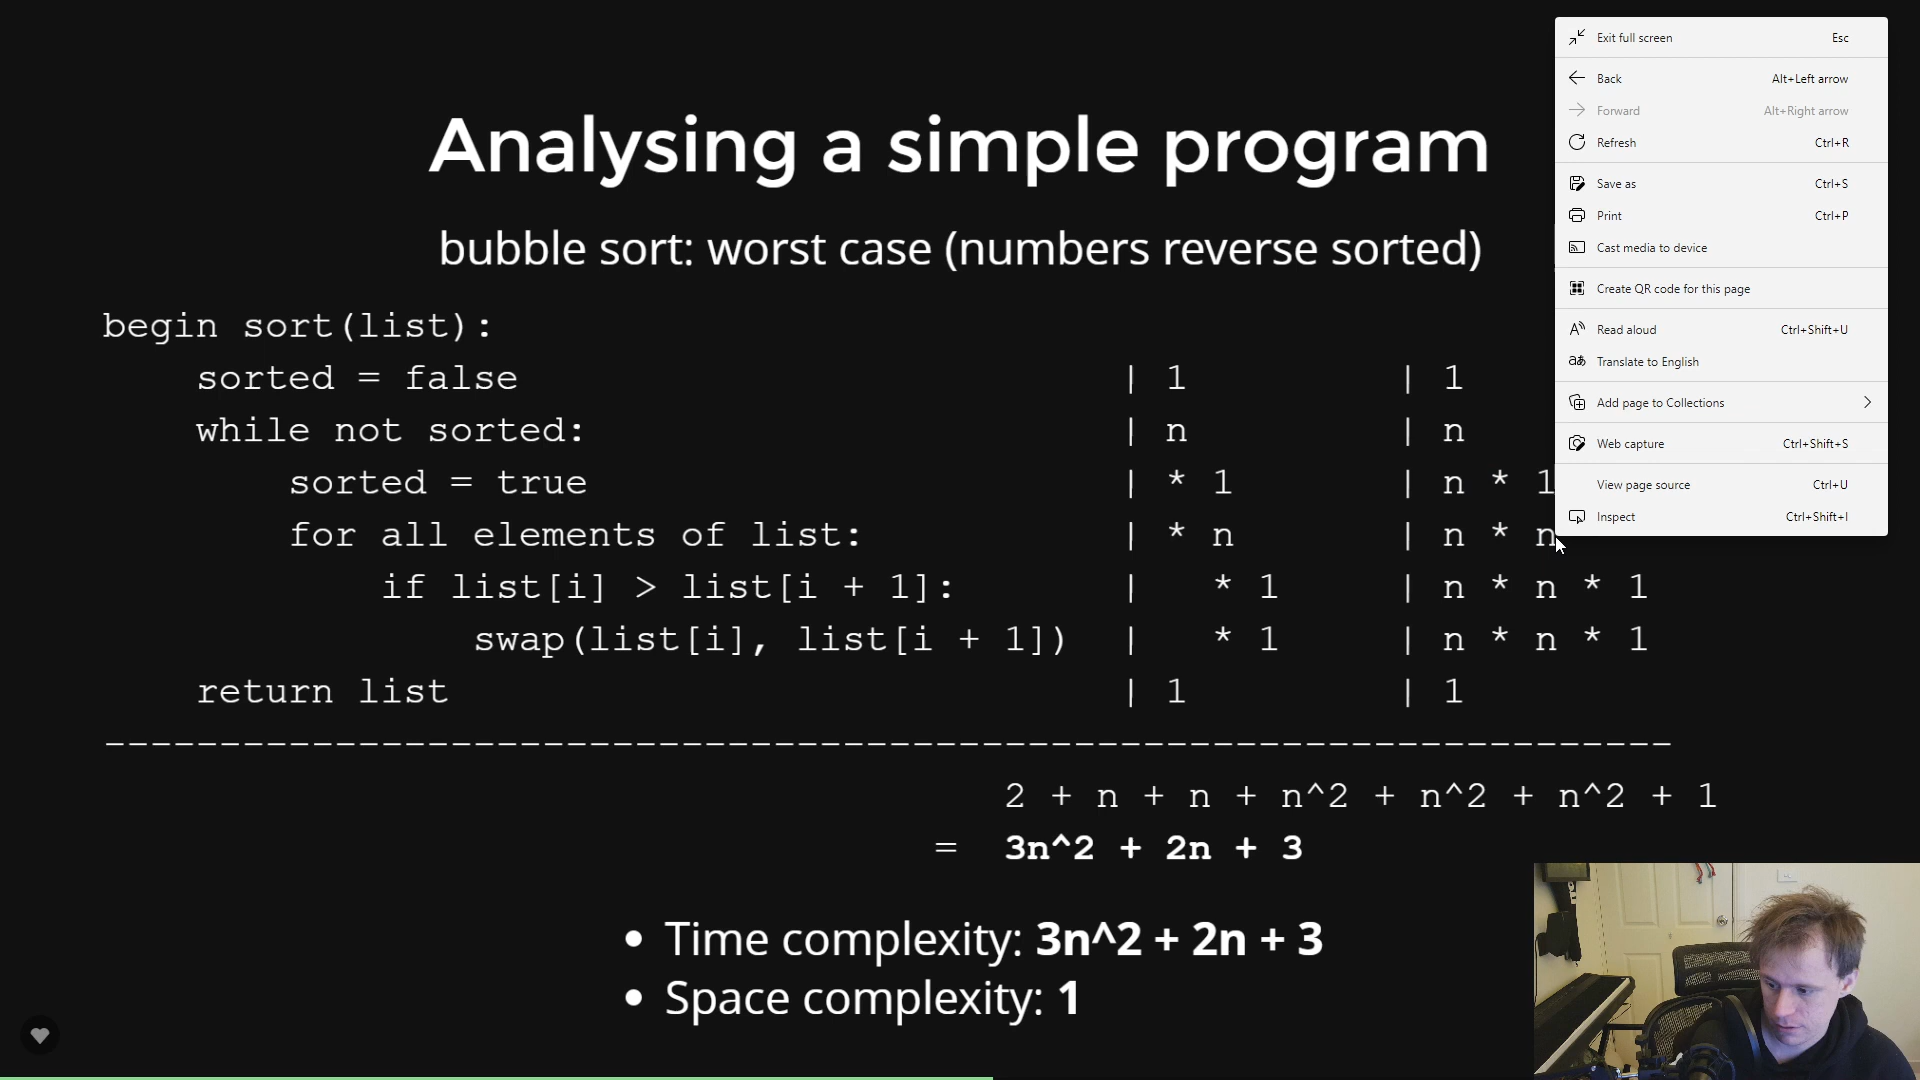 Analysing a simple program
bubble sort: worst case (numbers reverse sorted)
begin sort(list):
sorted = false | 1 | 1
while not sorted: | n | n
sorted = true | * 1 | n * 1
for all elements of list: | * n | n * n
if list[i] > list[i + 1]: | * 1 | n * n * 1
swap(list[i], list[i + 1]) | * 1 | n * n * 1
return list | 1 | 1
--------------------------------------------------------------------
2 + n + n + n^2 + n^2 + n^2 + 1
= 3n^2 + 2n + 3
• Time complexity: 3n^2 + 2n + 3
• Space complexity: 1
Exit full screen Esc
Back Alt+Left arrow
Forward Alt+Right arrow
Refresh Ctrl+R
Save as Ctrl+S
Print Ctrl+P
Cast media to device
Create QR code for this page
Read aloud Ctrl+Shift+U
Translate to English
Add page to Collections
Web capture Ctrl+Shift+S
View page source Ctrl+U
Inspect Ctrl+Shift+I